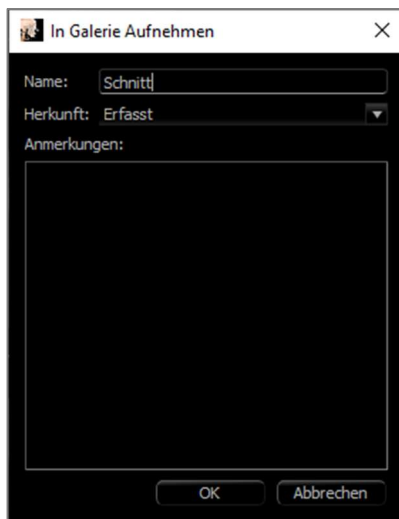 In Galerie Aufnehmen
Name: Schnitt
Herkunft: Erfasst
Anmerkungen:
OK Abbrechen